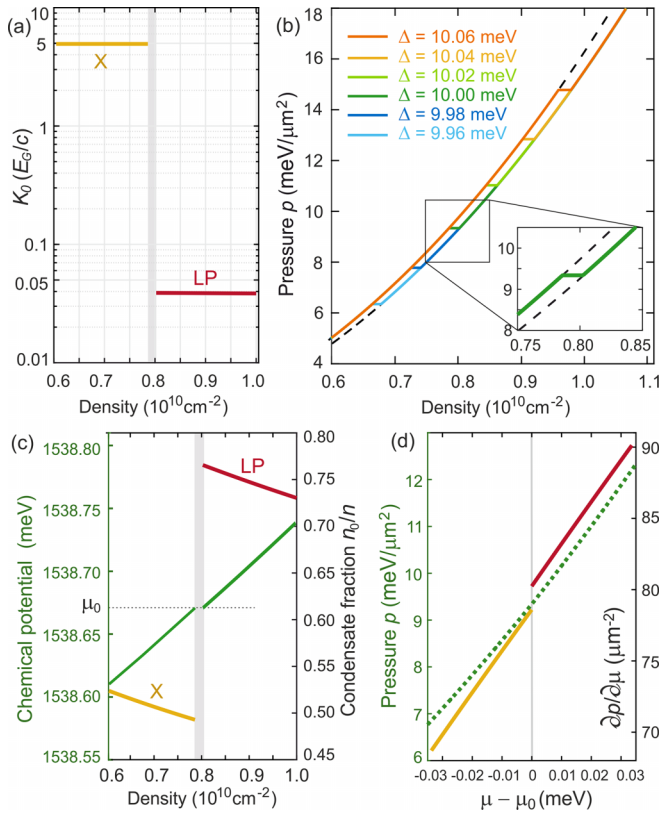 (a)
5
1
0.1
0.05
0.01
K₀ (E_G/c)
X
LP
0.6 0.7 0.8 0.9 1.0
Density (10¹⁰cm⁻²)
(b)
18
16
14
12
10
8
6
4
Pressure p (meV/μm²)
Δ = 10.06 meV
Δ = 10.04 meV
Δ = 10.02 meV
Δ = 10.00 meV
Δ = 9.98 meV
Δ = 9.96 meV
10
9
8
0.75 0.80 0.85
0.6 0.7 0.8 0.9 1.0 1.1
Density (10¹⁰cm⁻²)
(c)
1538.80
1538.75
1538.70
μ₀
1538.65
1538.60
1538.55
Chemical potential (meV)
LP
X
0.80
0.75
0.70
0.65
0.60
0.55
0.50
0.45
Condensate fraction n₀/n
0.6 0.7 0.8 0.9 1.0
Density (10¹⁰cm⁻²)
(d)
12
11
10
9
8
7
6
Pressure p (meV/μm²)
90
85
80
75
70
∂p/∂μ (μm⁻²)
-0.03 -0.02 -0.01 0 0.01 0.02 0.03
μ − μ₀ (meV)